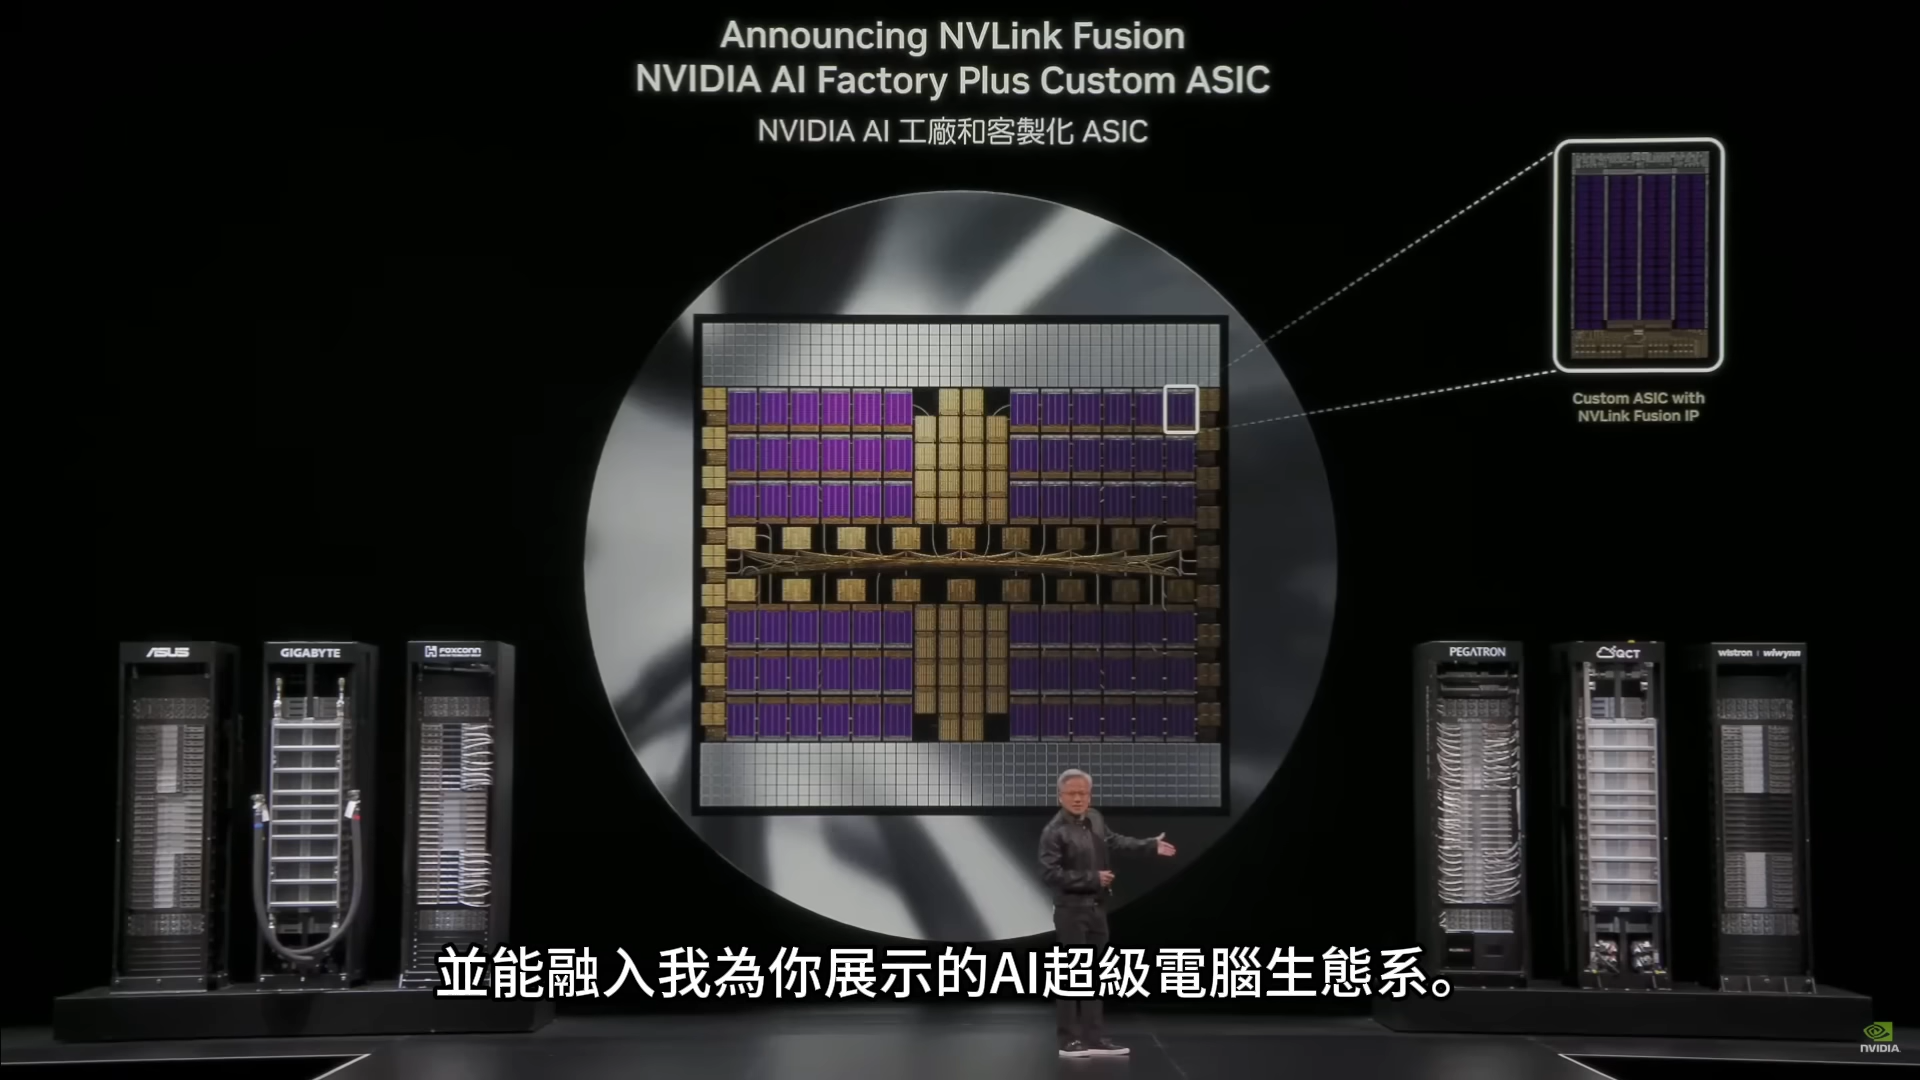 Announcing NVLink Fusion
NVIDIA AI Factory Plus Custom ASIC
NVIDIA AI 工廠和客製化 ASIC
Custom ASIC with
NVLink Fusion IP
ASUS
GIGABYTE
FOXCONN
PEGATRON
QCT
wistron | wiwynn
並能融入我為你展示的AI超級電腦生態系。
NVIDIA